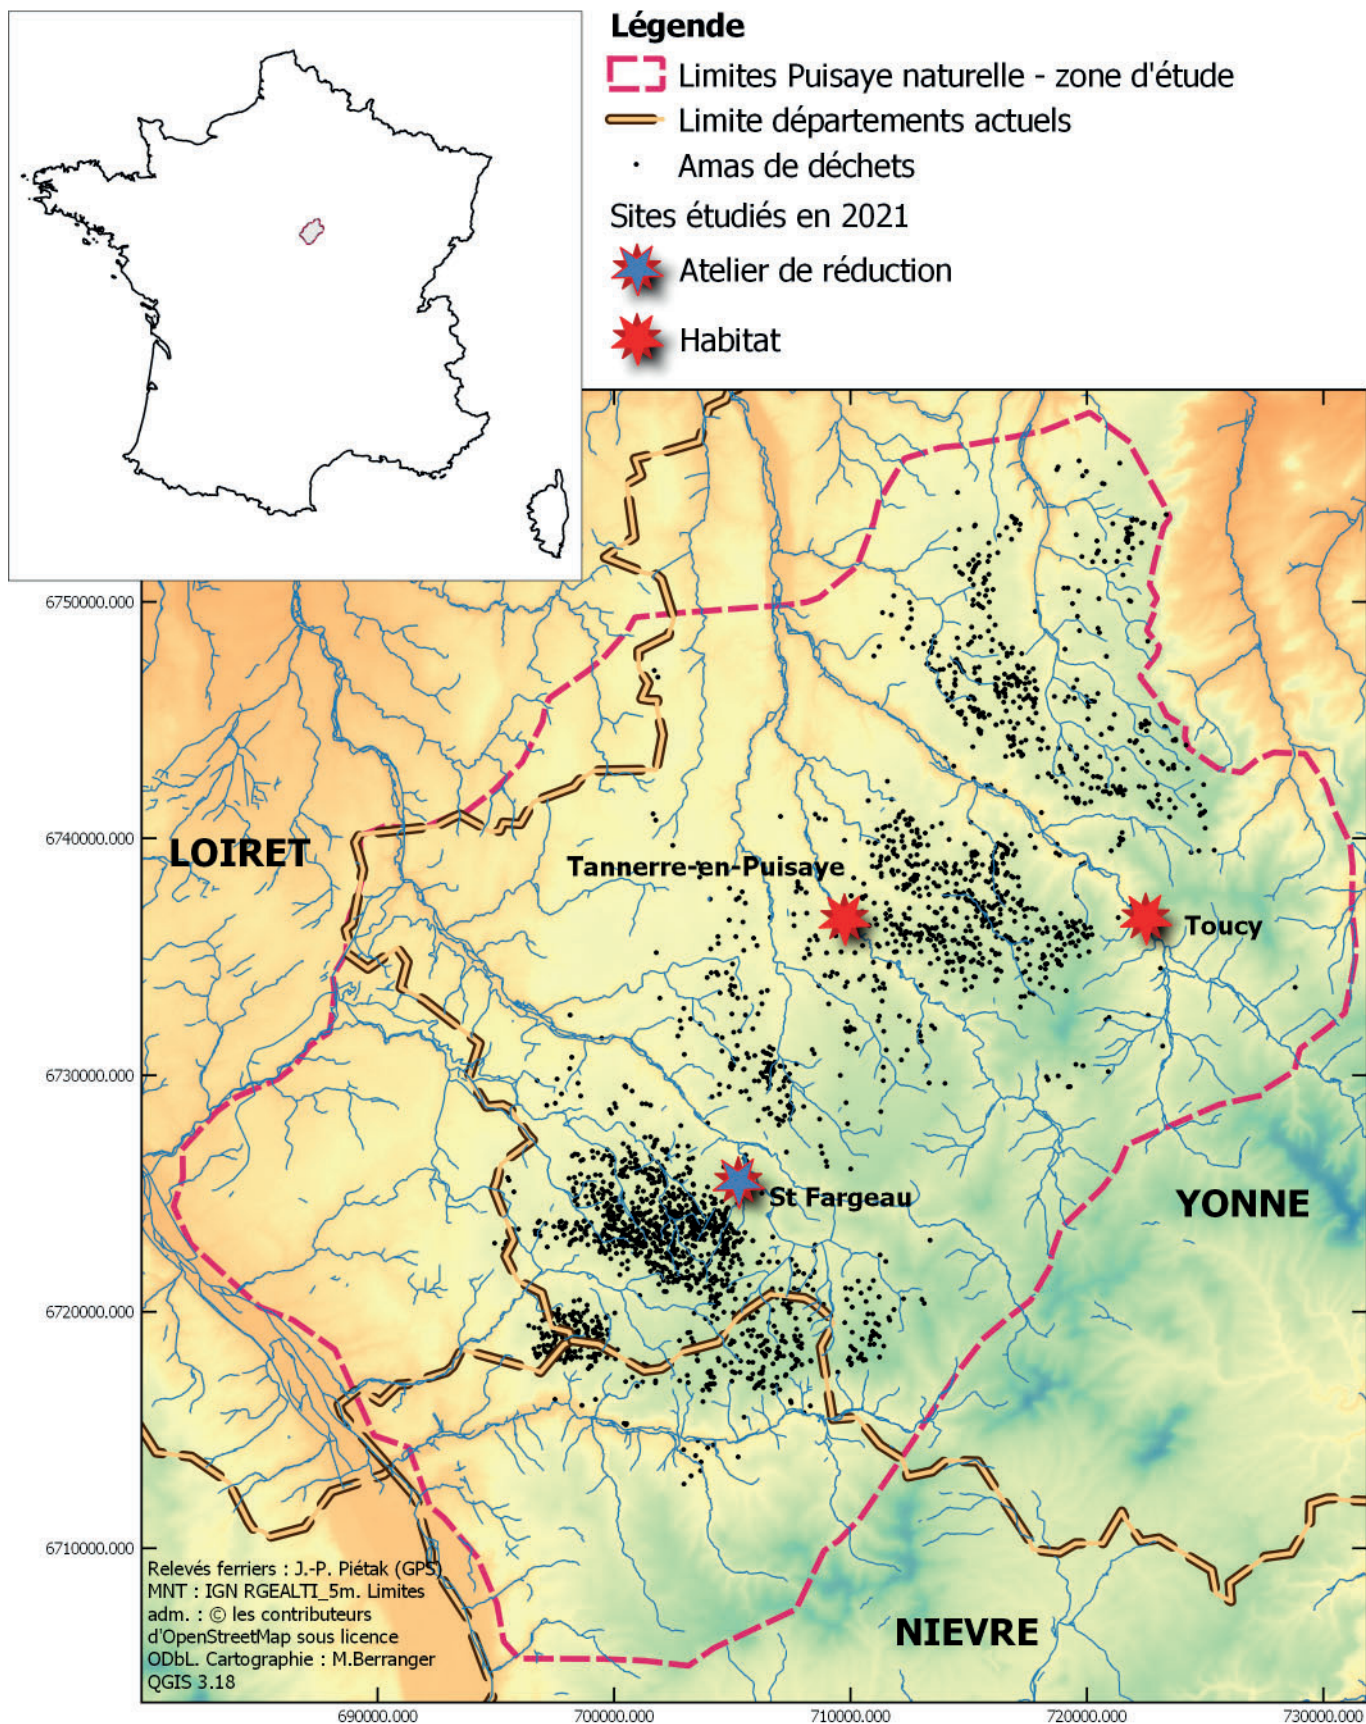 Légende
Limites Puisaye naturelle - zone d'étude
Limite départements actuels
Amas de déchets
Sites étudiés en 2021
Atelier de réduction
Habitat
6750000.000
6740000.000
6730000.000
6720000.000
6710000.000
LOIRET
Tannerre-en-Puisaye
Toucy
St Fargeau
YONNE
NIEVRE
Relevés ferriers : J.-P. Piétak (GPS)
MNT : IGN RGEALTI_5m. Limites
adm. : © les contributeurs
d'OpenStreetMap sous licence
ODbL. Cartographie : M.Berranger
QGIS 3.18
690000.000
700000.000
710000.000
720000.000
730000.000